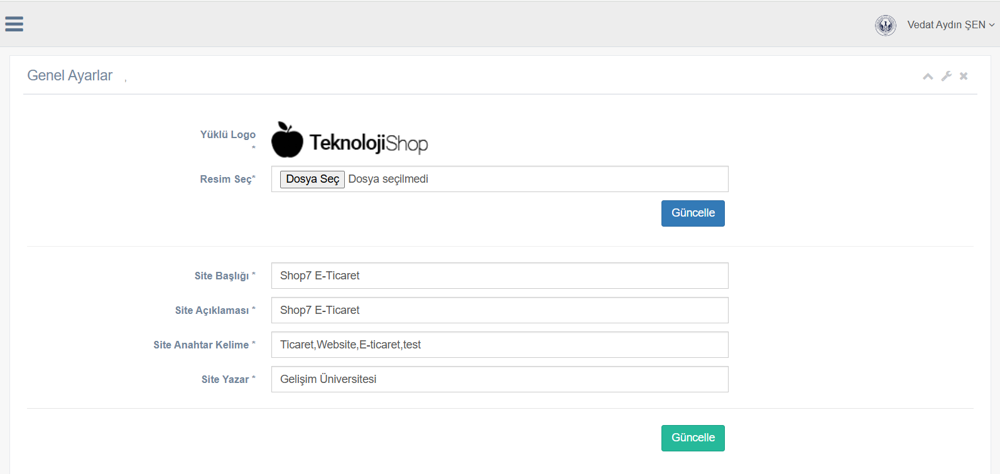 Vedat Aydın ŞEN
Genel Ayarlar ,
Yüklü Logo
*
TeknolojiShop
Resim Seç*
Dosya Seç Dosya seçilmedi
Güncelle
Site Başlığı * Shop7 E-Ticaret
Site Açıklaması * Shop7 E-Ticaret
Site Anahtar Kelime * Ticaret,Website,E-ticaret,test
Site Yazar * Gelişim Üniversitesi
Güncelle